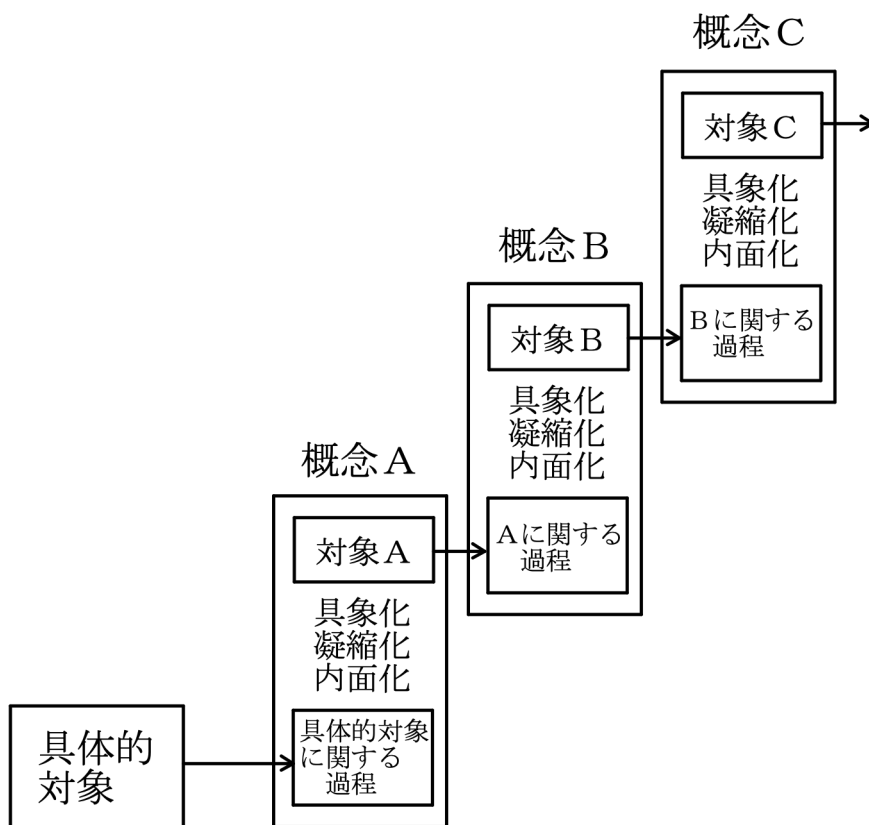 概念C
対象C
具象化
凝縮化
内面化
Bに関する
過程
概念B
対象B
具象化
凝縮化
内面化
Aに関する
過程
概念A
対象A
具象化
凝縮化
内面化
具体的対象
に関する
過程
具体的
対象